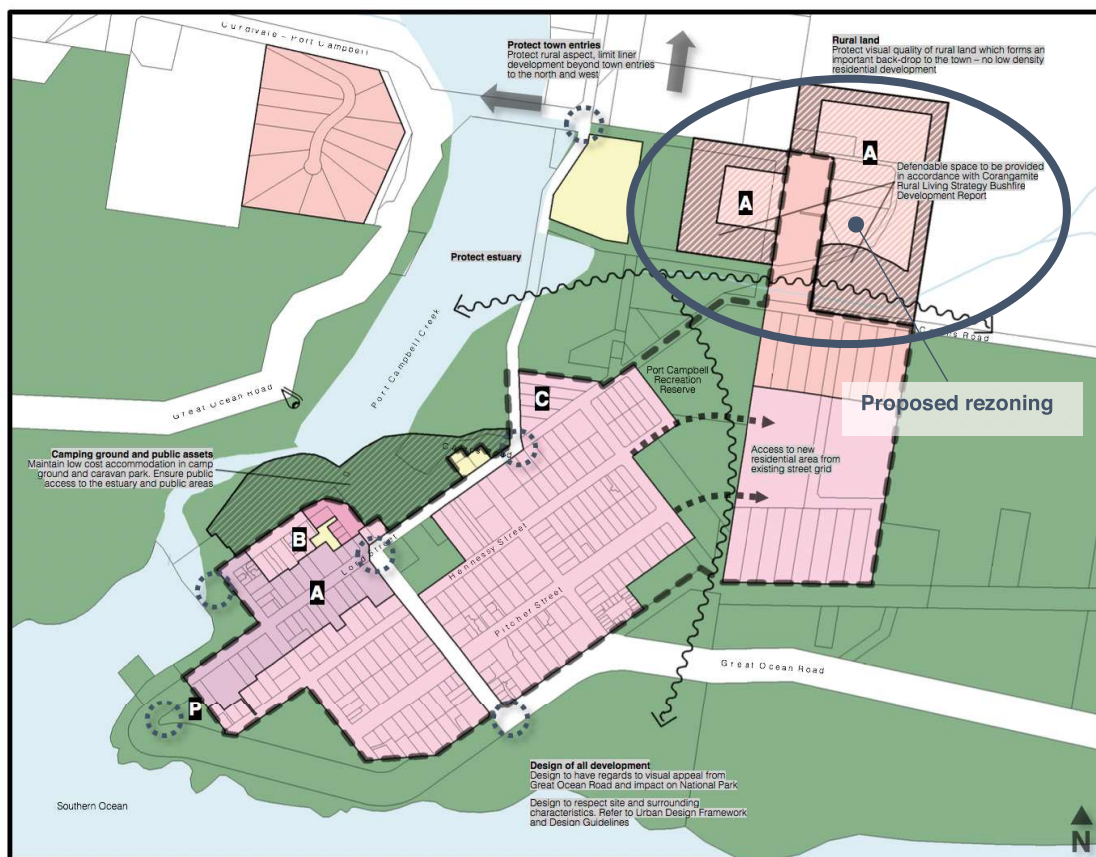 Curdivale – Port Campbell
Protect town entries
Protect rural aspect, limit liner
development beyond town entries
to the north and west
Rural land
Protect visual quality of rural land which forms an
important back-drop to the town – no low density
residential development
A
Defendable space to be provided
in accordance with Corangamite
Rural Living Strategy Bushfire
Development Report
A
Protect estuary
Port Campbell Creek
Great Ocean Road
Road
Port Campbell
Recreation
Reserve
Proposed rezoning
C
Camping ground and public assets
Maintain low cost accommodation in camp
ground and caravan park. Ensure public
access to the estuary and public areas
Access to new
residential area from
existing street grid
B
Lord Street
Hennessy Street
A
Pitcher Street
Great Ocean Road
P
Design of all development
Design to have regards to visual appeal from
Great Ocean Road and impact on National Park
Design to respect site and surrounding
characteristics. Refer to Urban Design Framework
and Design Guidelines
Southern Ocean
N